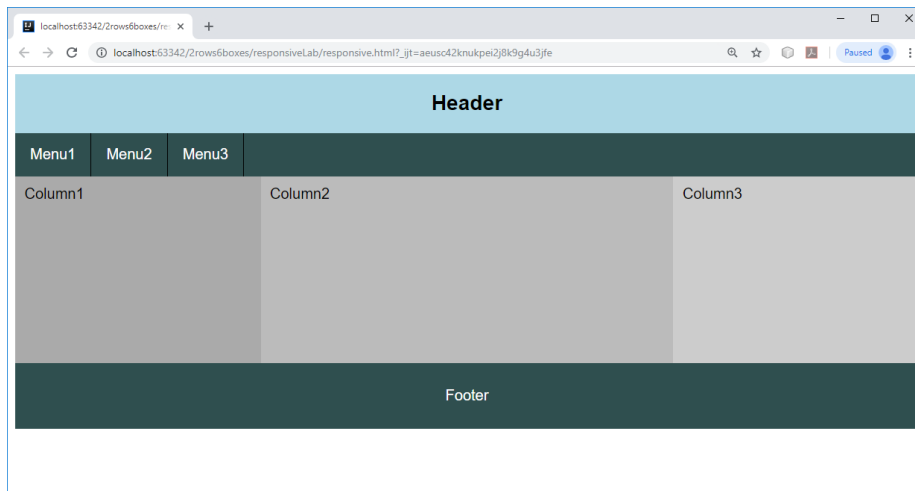 localhost:63342/2rows6boxes/re
localhost:63342/2rows6boxes/responsiveLab/responsive.html?_ijt=aeusc42knukpei2j8k9g4u3jfe
Paused
Header
Menu1 Menu2 Menu3
Column1 Column2 Column3
Footer